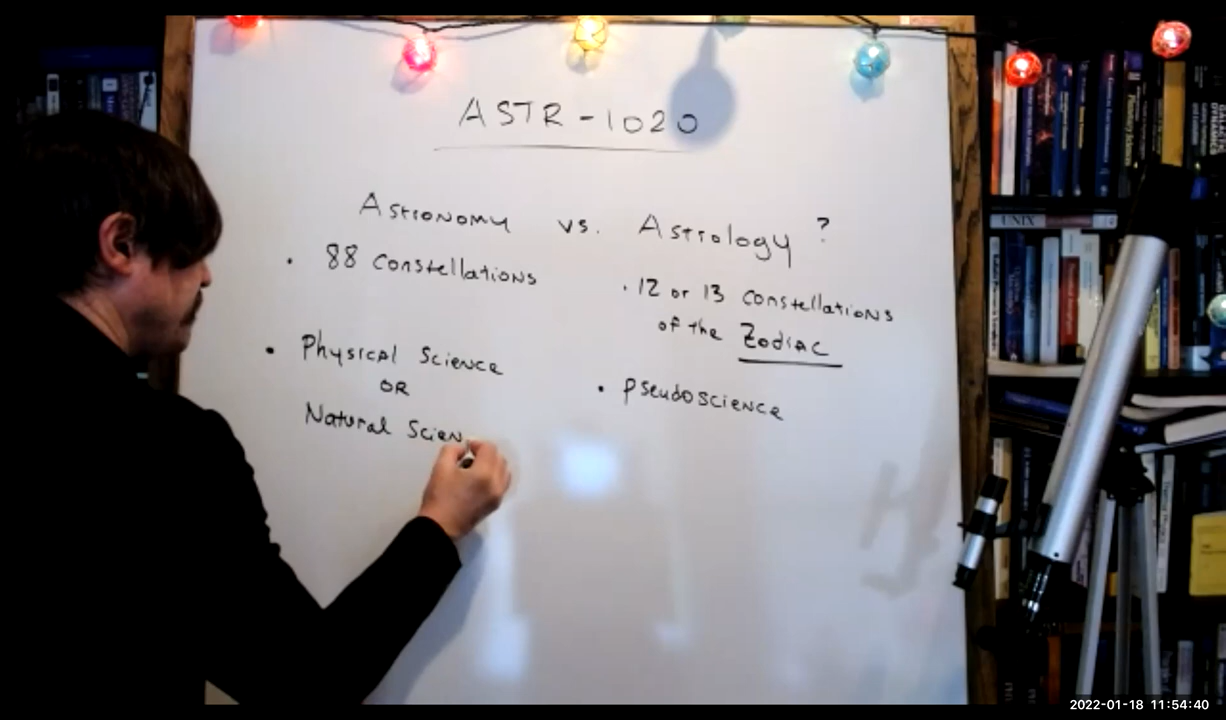 ASTR-1020
Astronomy vs. Astrology ?
• 88 Constellations
• 12 or 13 Constellations
of the Zodiac
• Physical Science
OR
Natural Scien
• Pseudoscience
UNIX
2022-01-18 11:54:40